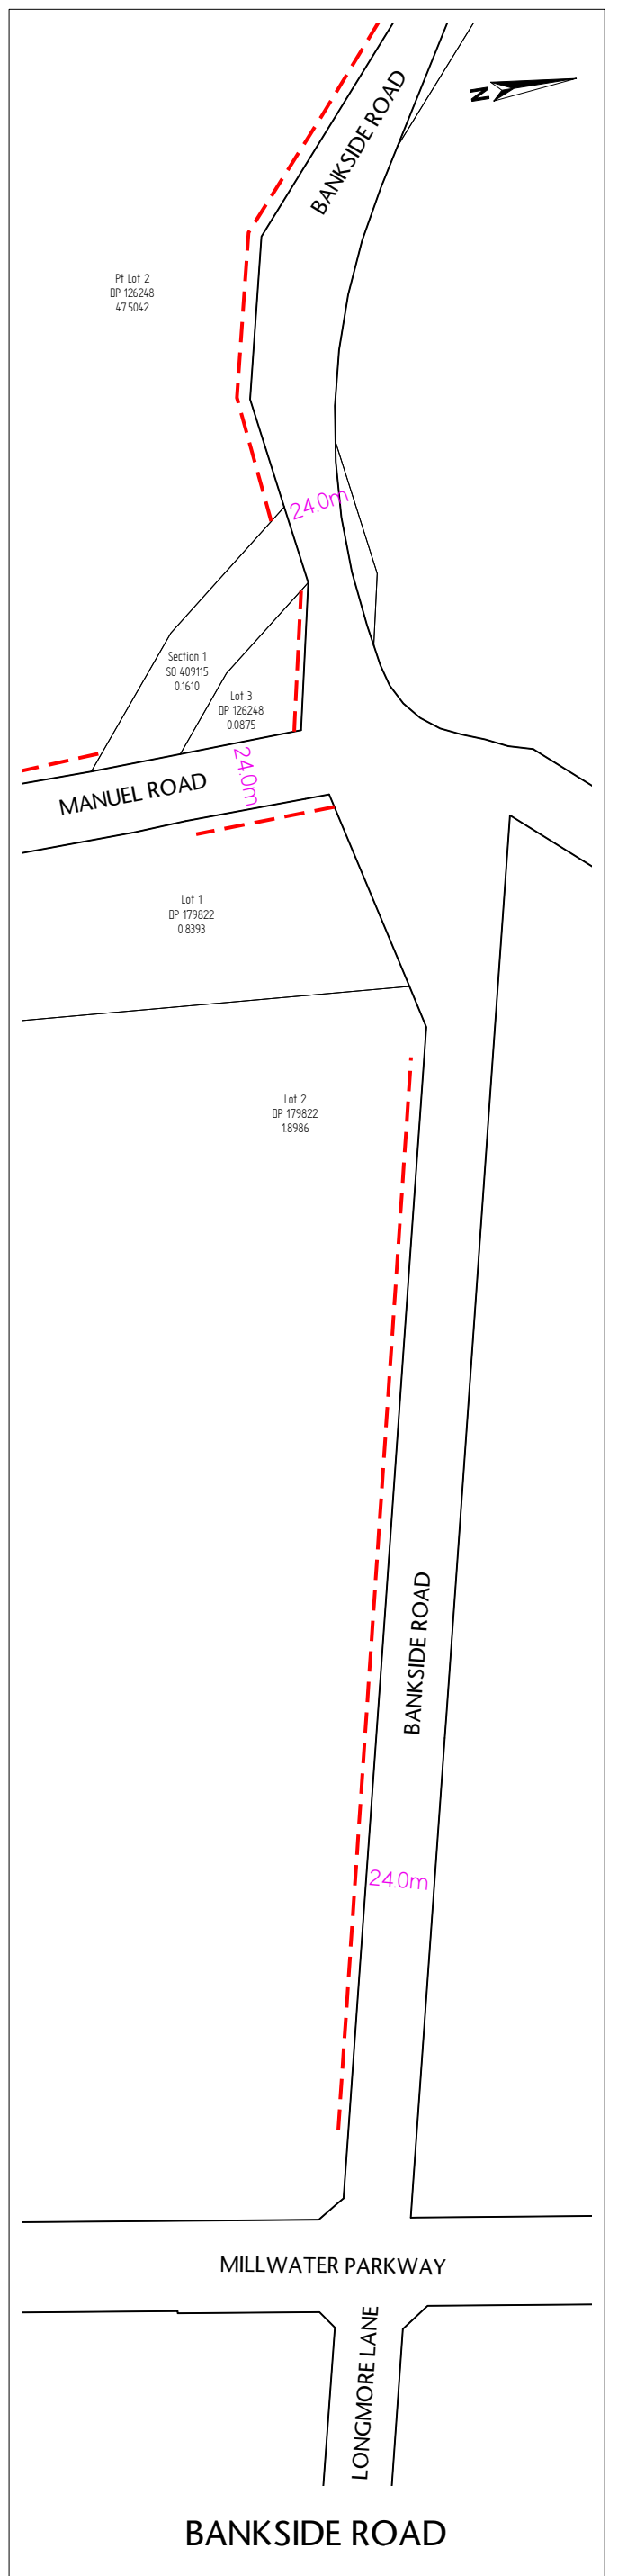 BANKSIDE ROAD
N
Pt Lot 2
DP 126248
47.5042
24.0m
Section 1
SO 409115
0.1610
Lot 3
DP 126248
0.0875
24.0m
MANUEL ROAD
Lot 1
DP 179822
0.8393
Lot 2
DP 179822
1.8986
BANKSIDE ROAD
24.0m
MILLWATER PARKWAY
LONGMORE LANE
BANKSIDE ROAD